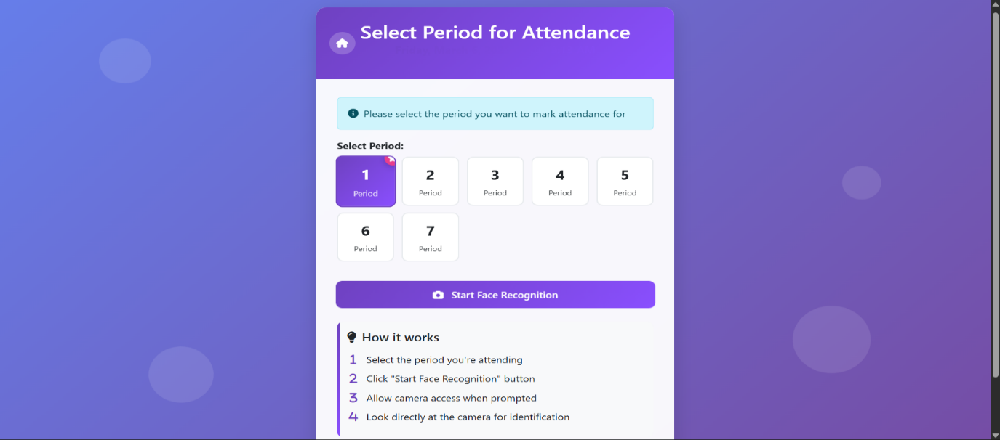 Select Period for Attendance
Please select the period you want to mark attendance for
Select Period:
1 2 3 4 5
Period Period Period Period Period
6 7
Period Period
Start Face Recognition
How it works
1 Select the period you're attending
2 Click "Start Face Recognition" button
3 Allow camera access when prompted
4 Look directly at the camera for identification